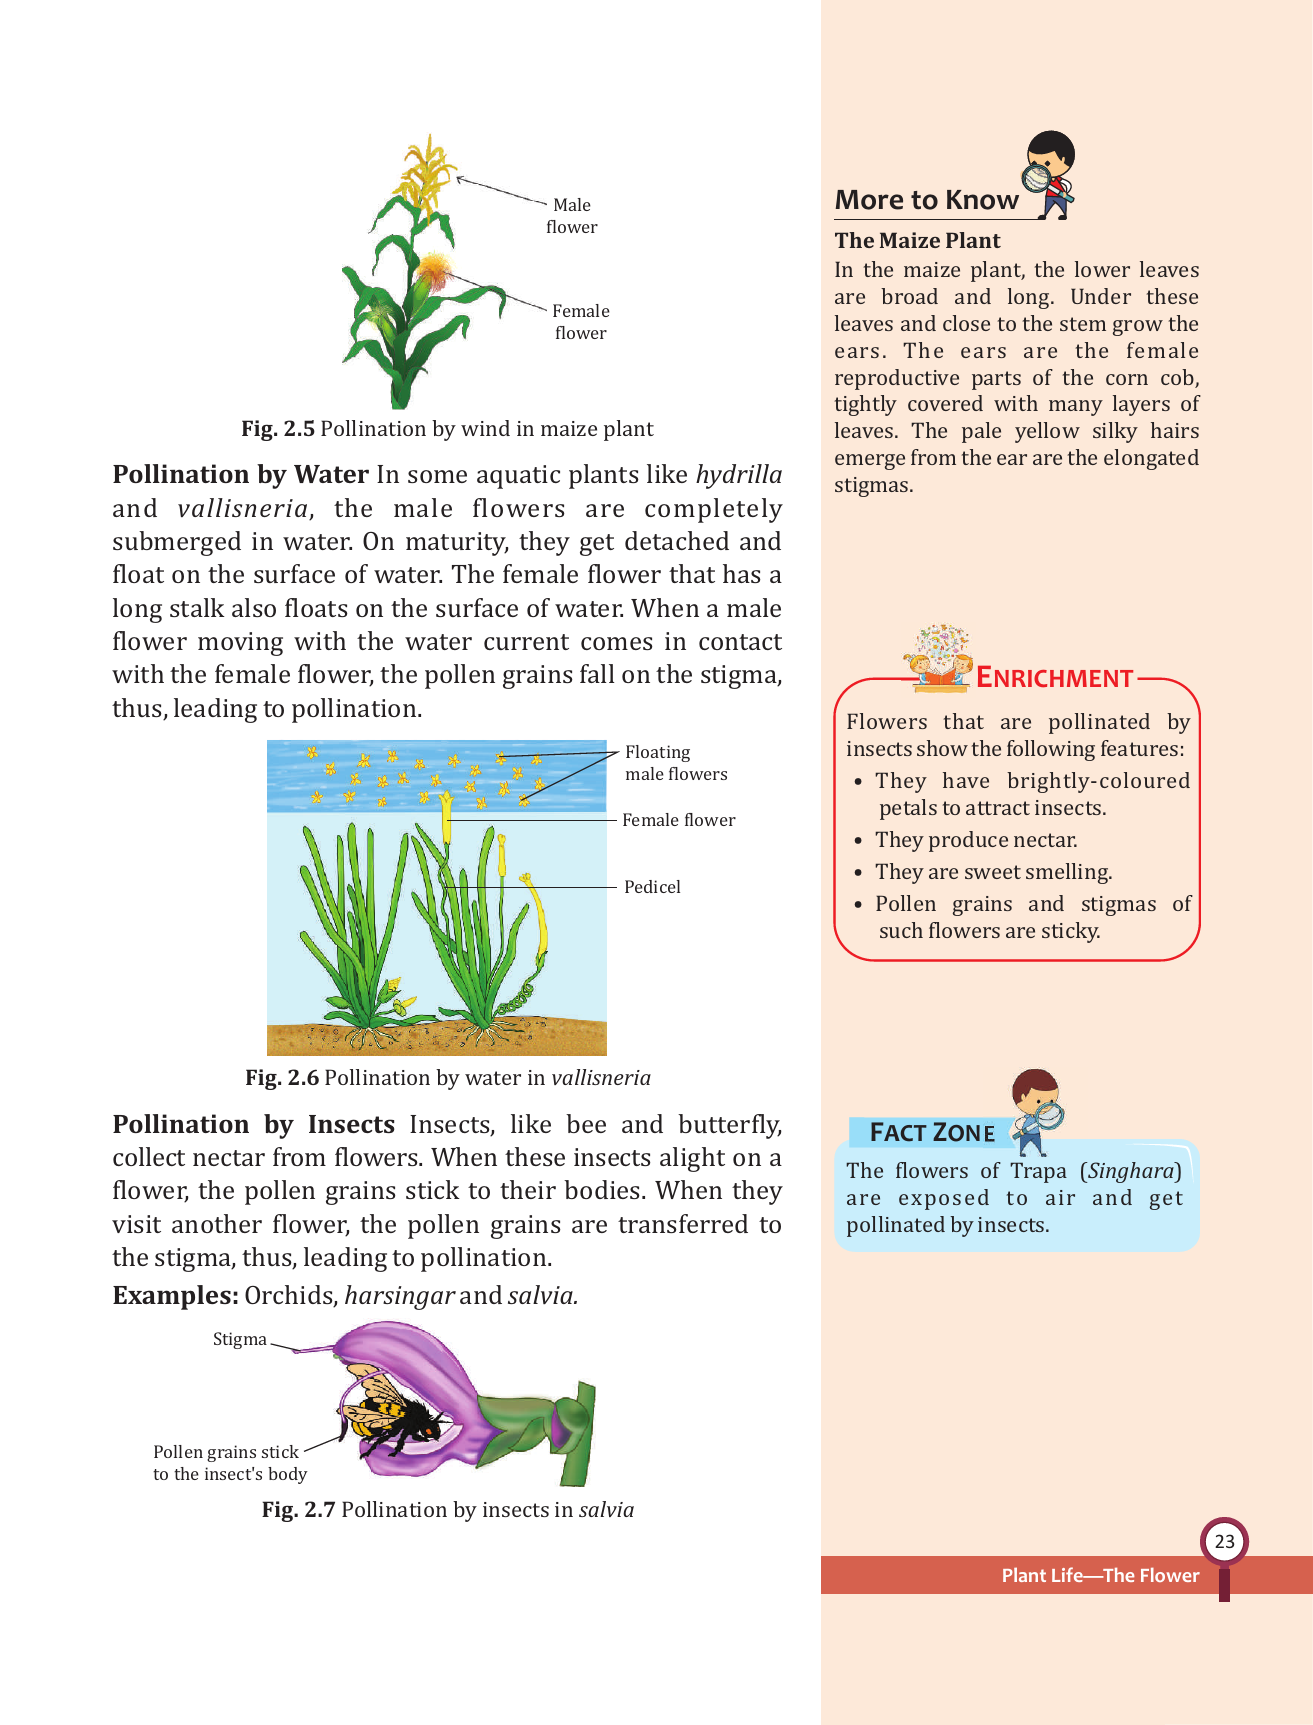 Male
flower
Female
flower
Fig. 2.5 Pollination by wind in maize plant
Pollination by Water In some aquatic plants like hydrilla
and vallisneria, the male flowers are completely
submerged in water. On maturity, they get detached and
float on the surface of water. The female flower that has a
long stalk also floats on the surface of water. When a male
flower moving with the water current comes in contact
with the female flower, the pollen grains fall on the stigma,
thus, leading to pollination.
Floating
male flowers
Female flower
Pedicel
Fig. 2.6 Pollination by water in vallisneria
Pollination by Insects Insects, like bee and butterfly,
collect nectar from flowers. When these insects alight on a
flower, the pollen grains stick to their bodies. When they
visit another flower, the pollen grains are transferred to
the stigma, thus, leading to pollination.
Examples: Orchids, harsingar and salvia.
Stigma
Pollen grains stick
to the insect's body
Fig. 2.7 Pollination by insects in salvia
More to Know
The Maize Plant
In the maize plant, the lower leaves
are broad and long. Under these
leaves and close to the stem grow the
ears. The ears are the female
reproductive parts of the corn cob,
tightly covered with many layers of
leaves. The pale yellow silky hairs
emerge from the ear are the elongated
stigmas.
ENRICHMENT
Flowers that are pollinated by
insects show the following features:
• They have brightly-coloured
petals to attract insects.
• They produce nectar.
• They are sweet smelling.
• Pollen grains and stigmas of
such flowers are sticky.
FACT ZONE
The flowers of Trapa (Singhara)
are exposed to air and get
pollinated by insects.
23
Plant Life—The Flower